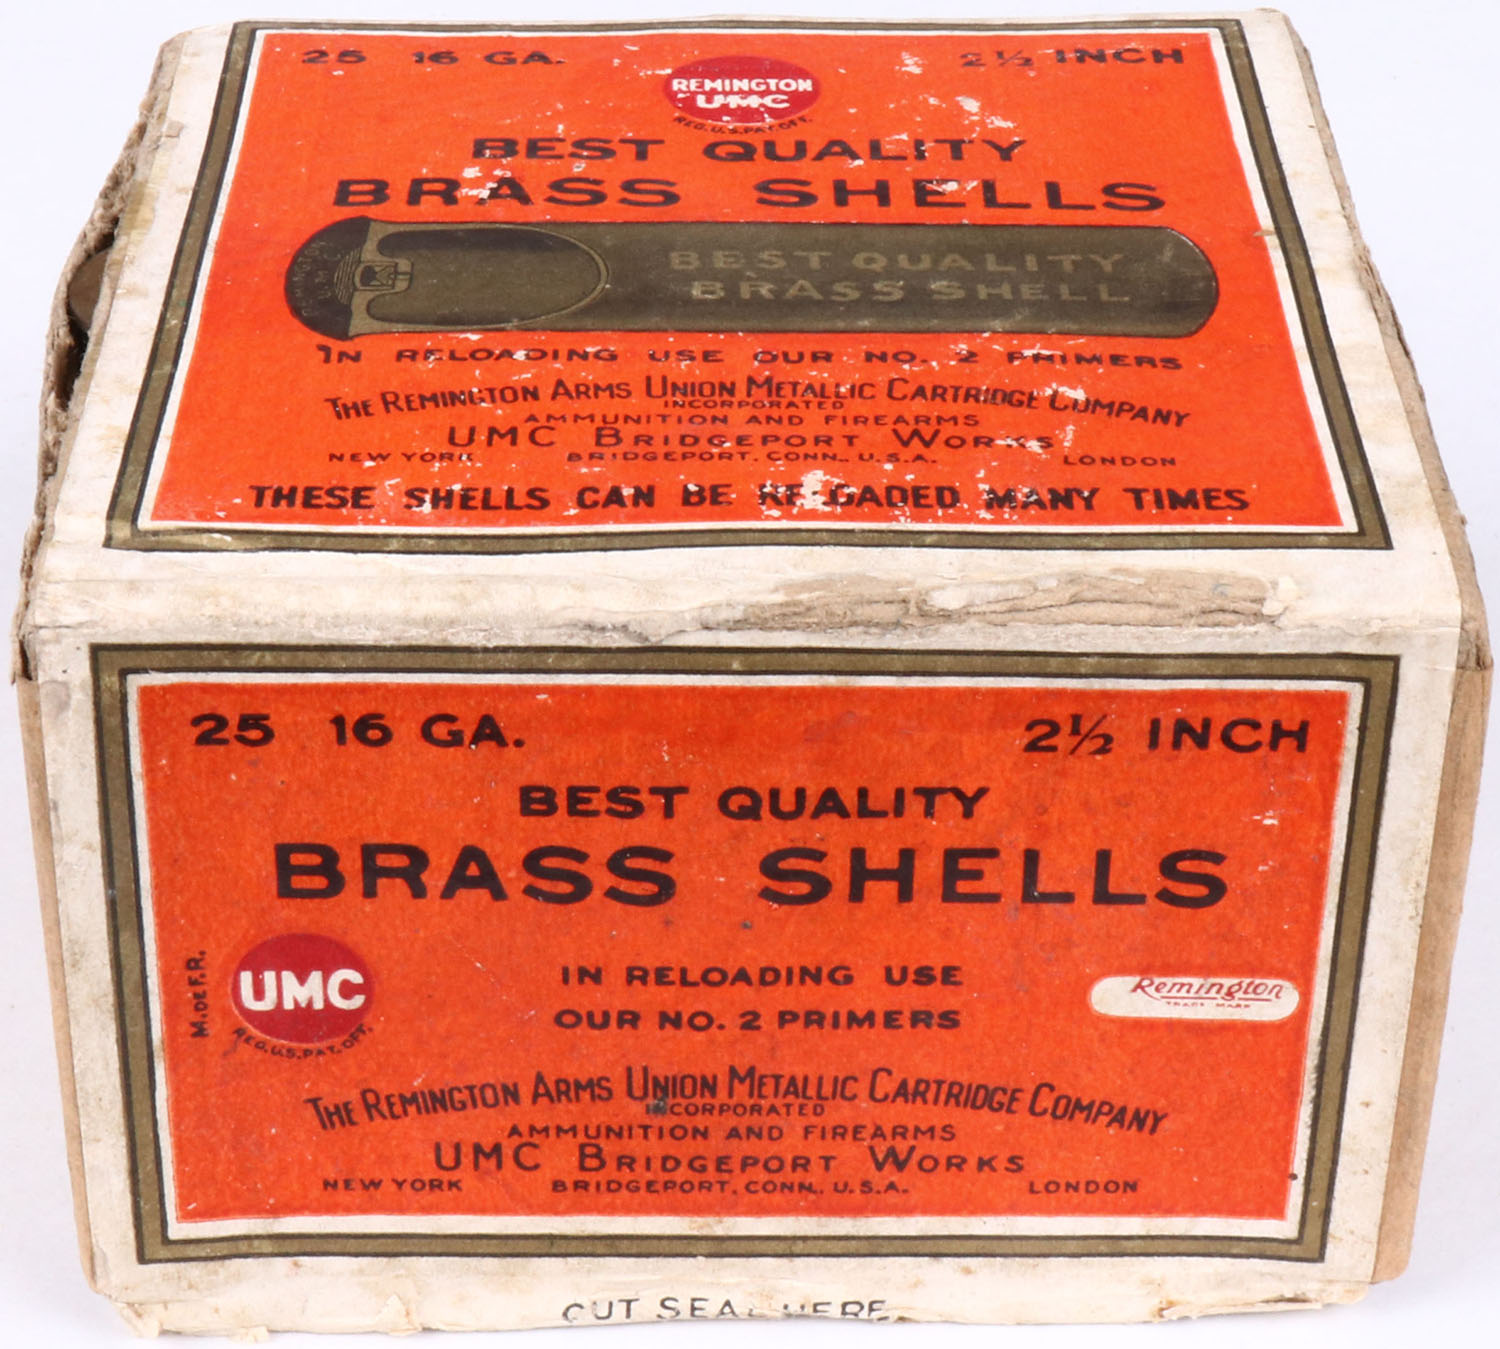 25 16 GA. 2½ INCH
REMINGTON
UMC
REG. U.S. PAT. OFF.
BEST QUALITY
BRASS SHELLS
REMINGTON
U.M.C.
BEST QUALITY
BRASS SHELL
IN RELOADING USE OUR NO. 2 PRIMERS
THE REMINGTON ARMS UNION METALLIC CARTRIDGE COMPANY
INCORPORATED
AMMUNITION AND FIREARMS
UMC BRIDGEPORT WORKS
NEW YORK BRIDGEPORT, CONN., U.S.A. LONDON
THESE SHELLS CAN BE RELOADED MANY TIMES
25 16 GA. 2½ INCH
BEST QUALITY
BRASS SHELLS
M. DE F. R.
UMC
REG. U.S. PAT. OFF.
IN RELOADING USE
OUR NO. 2 PRIMERS
Remington
TRADE MARK
THE REMINGTON ARMS UNION METALLIC CARTRIDGE COMPANY
INCORPORATED
AMMUNITION AND FIREARMS
UMC BRIDGEPORT WORKS
NEW YORK BRIDGEPORT, CONN., U.S.A. LONDON
CUT SEAL HERE